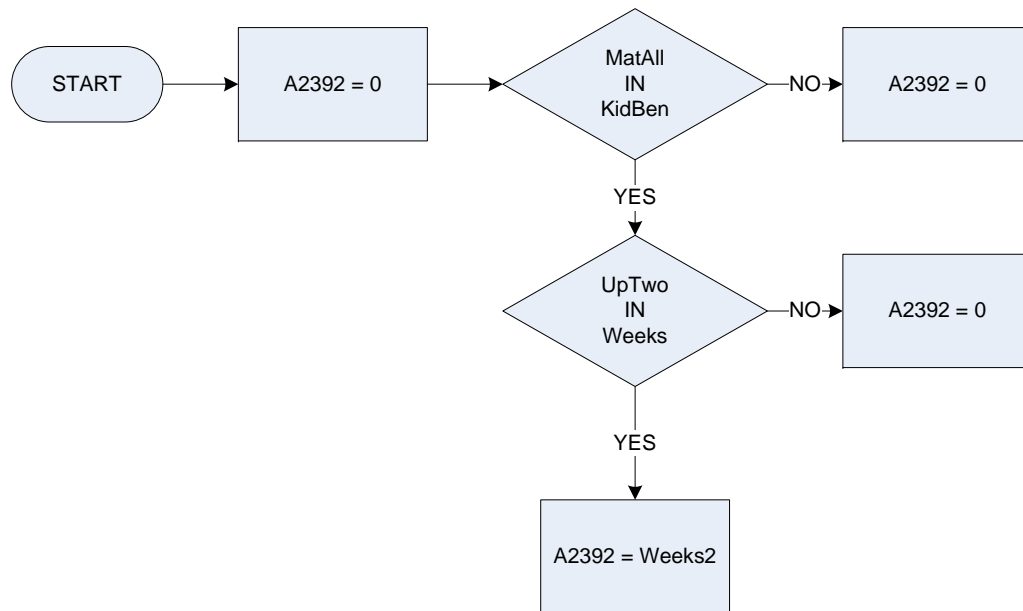 START
A2392 = 0
MatAll
IN
KidBen
NO
A2392 = 0
YES
UpTwo
IN
Weeks
NO
A2392 = 0
YES
A2392 = Weeks2